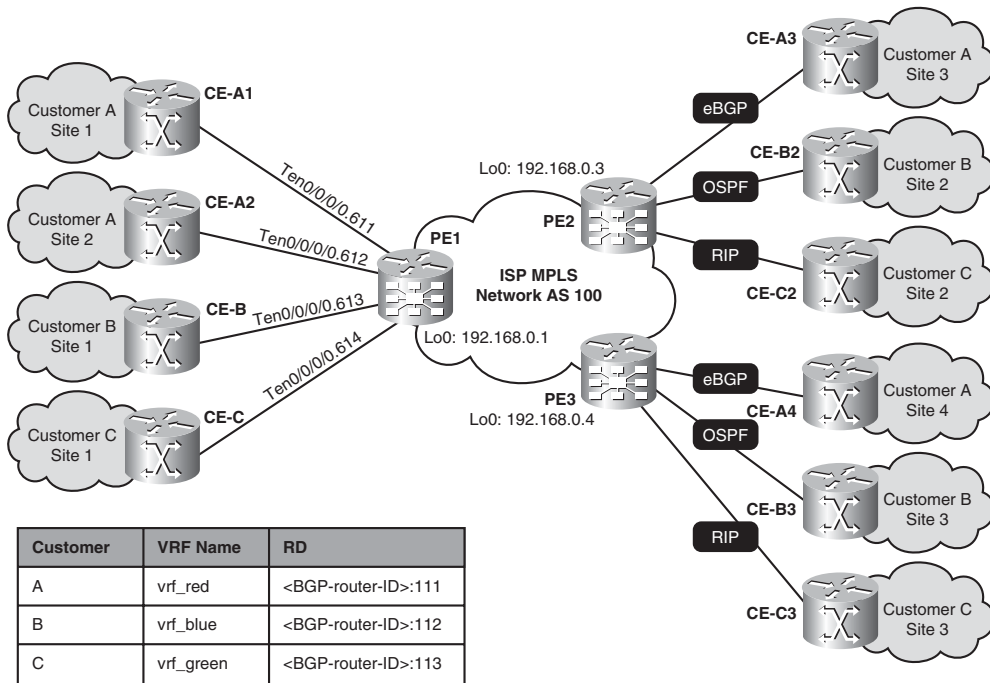 CE-A1
Customer A
Site 1
Ten0/0/0/0.611
CE-A2
Customer A
Site 2
Ten0/0/0/0.612
CE-B
Customer B
Site 1
Ten0/0/0/0.613
CE-C
Customer C
Site 1
Ten0/0/0/0.614
PE1
Lo0: 192.168.0.1
ISP MPLS
Network AS 100
Lo0: 192.168.0.3
PE2
PE3
Lo0: 192.168.0.4
CE-A3
Customer A
Site 3
eBGP
CE-B2
Customer B
Site 2
OSPF
CE-C2
Customer C
Site 2
RIP
CE-A4
Customer A
Site 4
eBGP
CE-B3
Customer B
Site 3
OSPF
CE-C3
Customer C
Site 3
RIP
Customer VRF Name RD
A vrf_red <BGP-router-ID>:111
B vrf_blue <BGP-router-ID>:112
C vrf_green <BGP-router-ID>:113